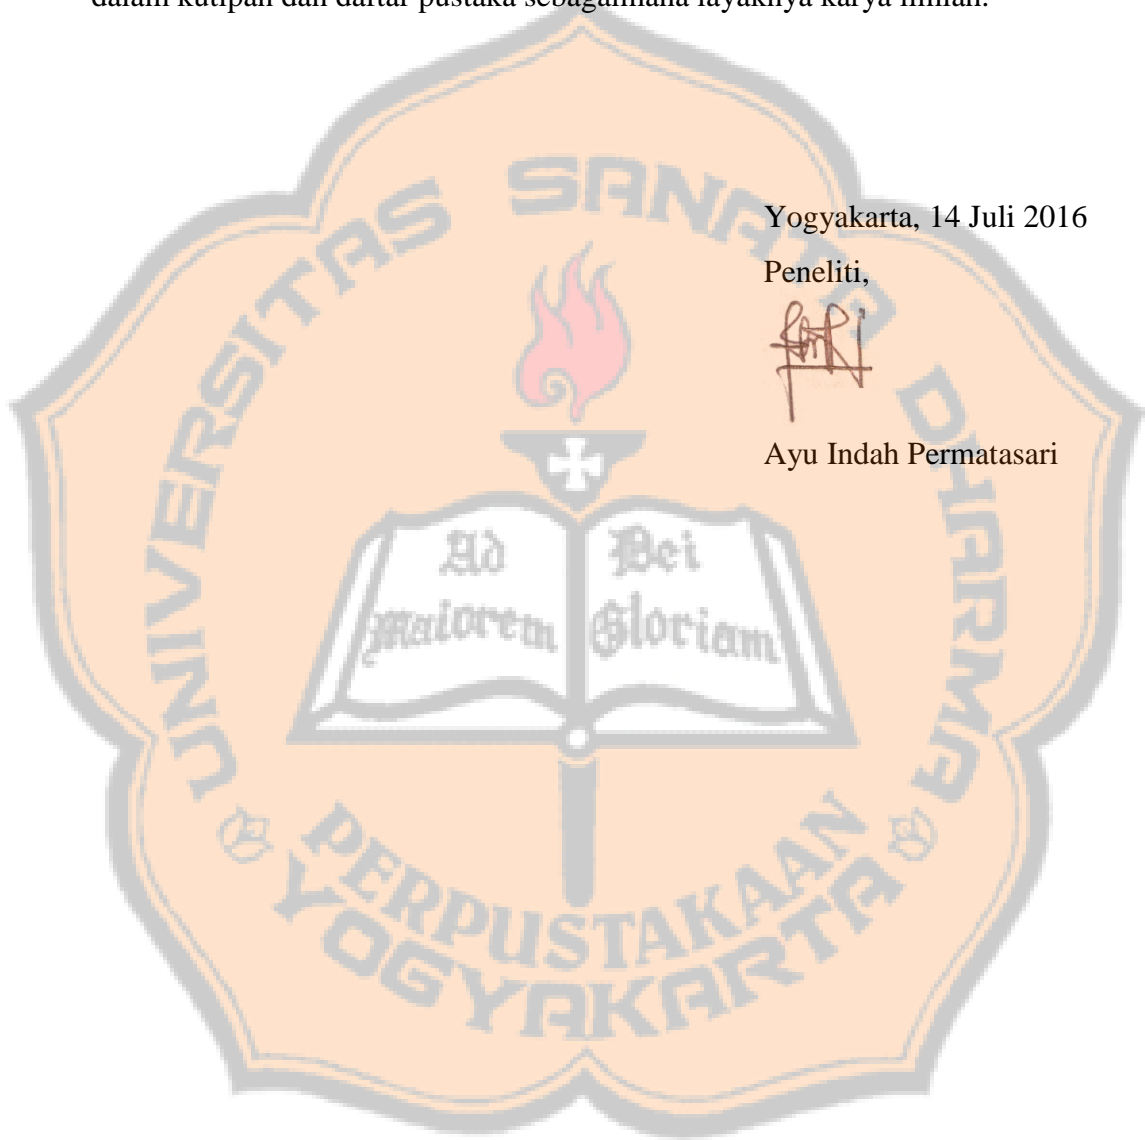 dalam kutipan dan daftar pustaka sebagaimana layaknya karya ilmiah.
UNIVERSITAS SANATA DHARMA
Yogyakarta, 14 Juli 2016
Peneliti,
Ayu Indah Permatasari
Ad
Maiorem
Dei
Gloriam
PERPUSTAKAAN
YOGYAKARTA